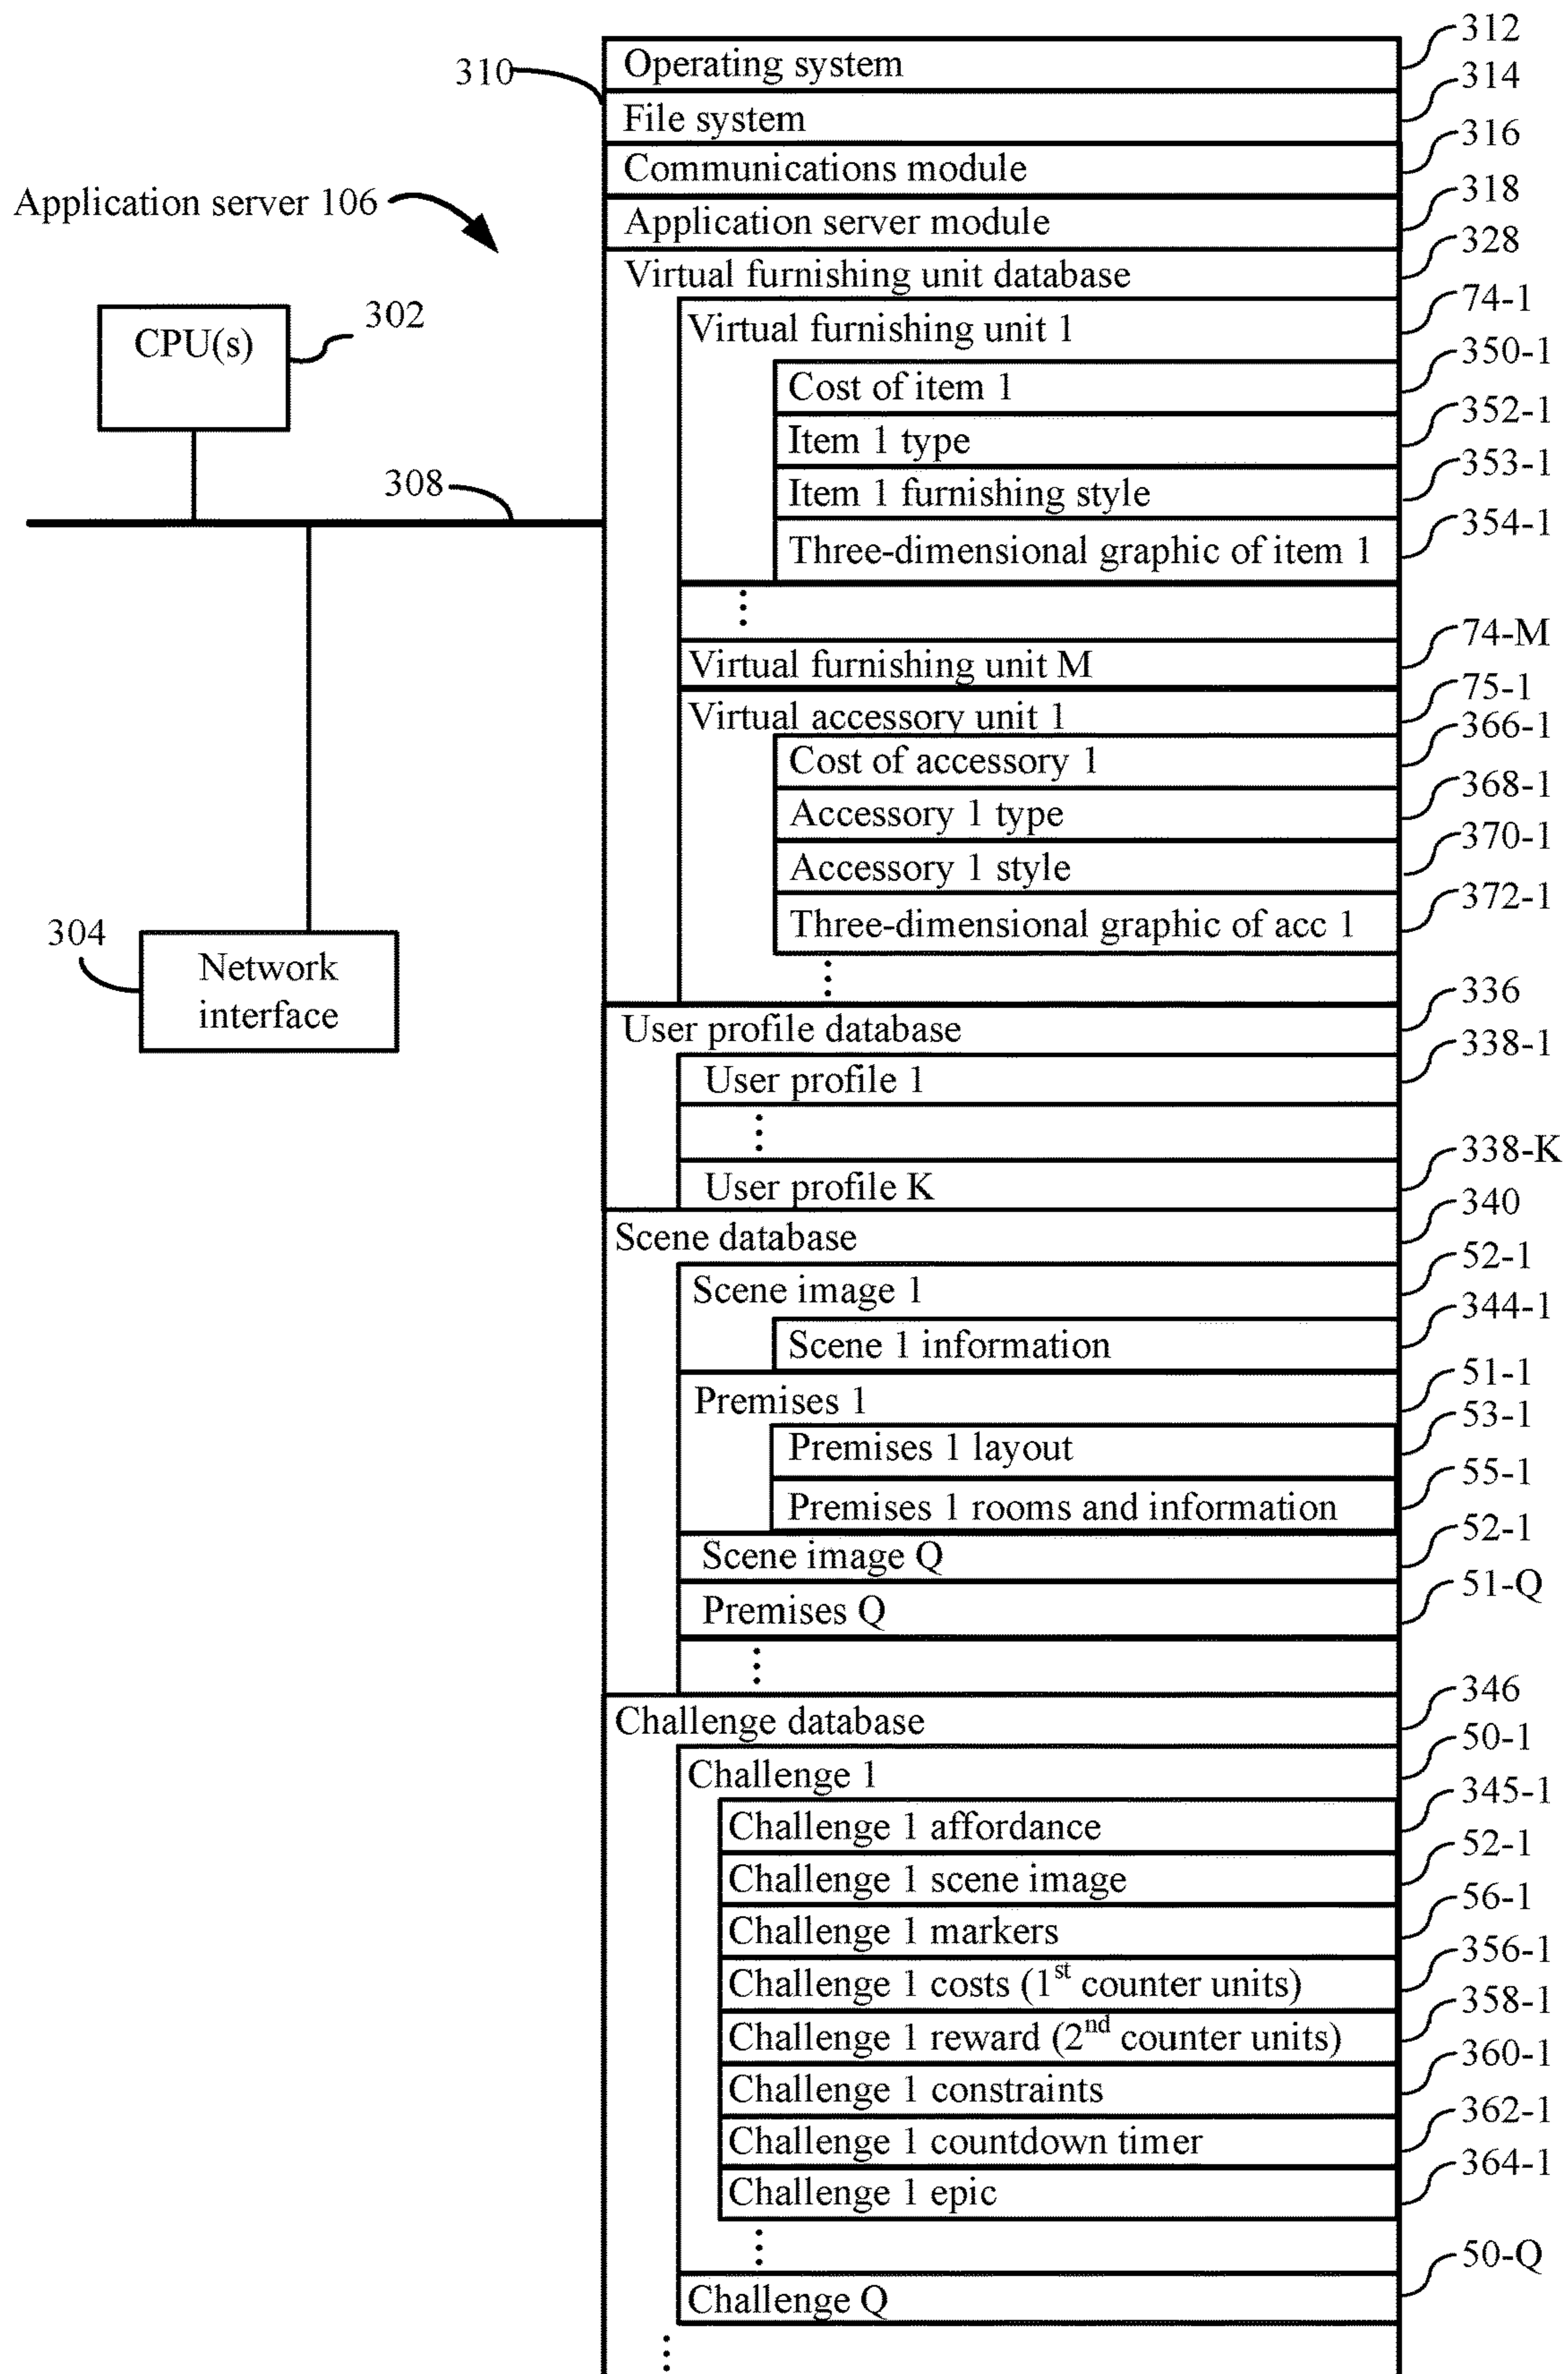 312
Operating system
310
314
File system
316
Communications module
Application server 106
318
Application server module
328
Virtual furnishing unit database
74-1
Virtual furnishing unit 1
CPU(s)
302
350-1
Cost of item 1
352-1
Item 1 type
353-1
Item 1 furnishing style
308
354-1
Three-dimensional graphic of item 1
⋮
74-M
Virtual furnishing unit M
75-1
Virtual accessory unit 1
366-1
Cost of accessory 1
368-1
Accessory 1 type
370-1
Accessory 1 style
372-1
Three-dimensional graphic of acc 1
304
Network
interface
⋮
336
User profile database
338-1
User profile 1
⋮
338-K
User profile K
340
Scene database
52-1
Scene image 1
344-1
Scene 1 information
51-1
Premises 1
53-1
Premises 1 layout
55-1
Premises 1 rooms and information
52-1
Scene image Q
51-Q
Premises Q
⋮
346
Challenge database
50-1
Challenge 1
345-1
Challenge 1 affordance
52-1
Challenge 1 scene image
56-1
Challenge 1 markers
356-1
Challenge 1 costs (1st counter units)
358-1
Challenge 1 reward (2nd counter units)
360-1
Challenge 1 constraints
362-1
Challenge 1 countdown timer
364-1
Challenge 1 epic
⋮
50-Q
Challenge Q
⋮